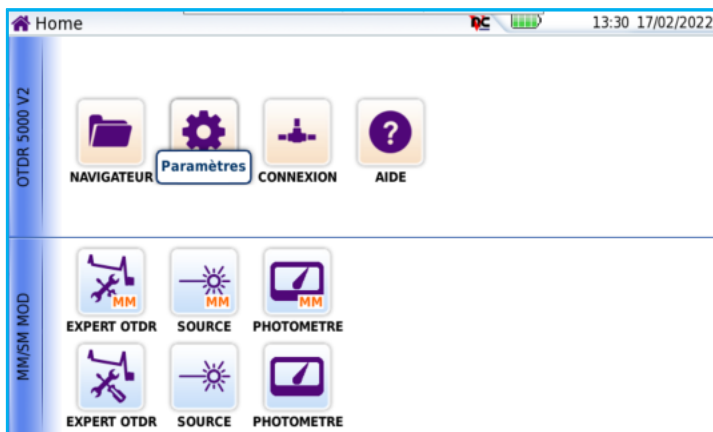 Home
DC
13:30 17/02/2022
OTDR 5000 V2
NAVIGATEUR
Paramètres
CONNEXION
?
AIDE
MM/SM MOD
MM
MM
MM
EXPERT OTDR
SOURCE
PHOTOMETRE
EXPERT OTDR
SOURCE
PHOTOMETRE